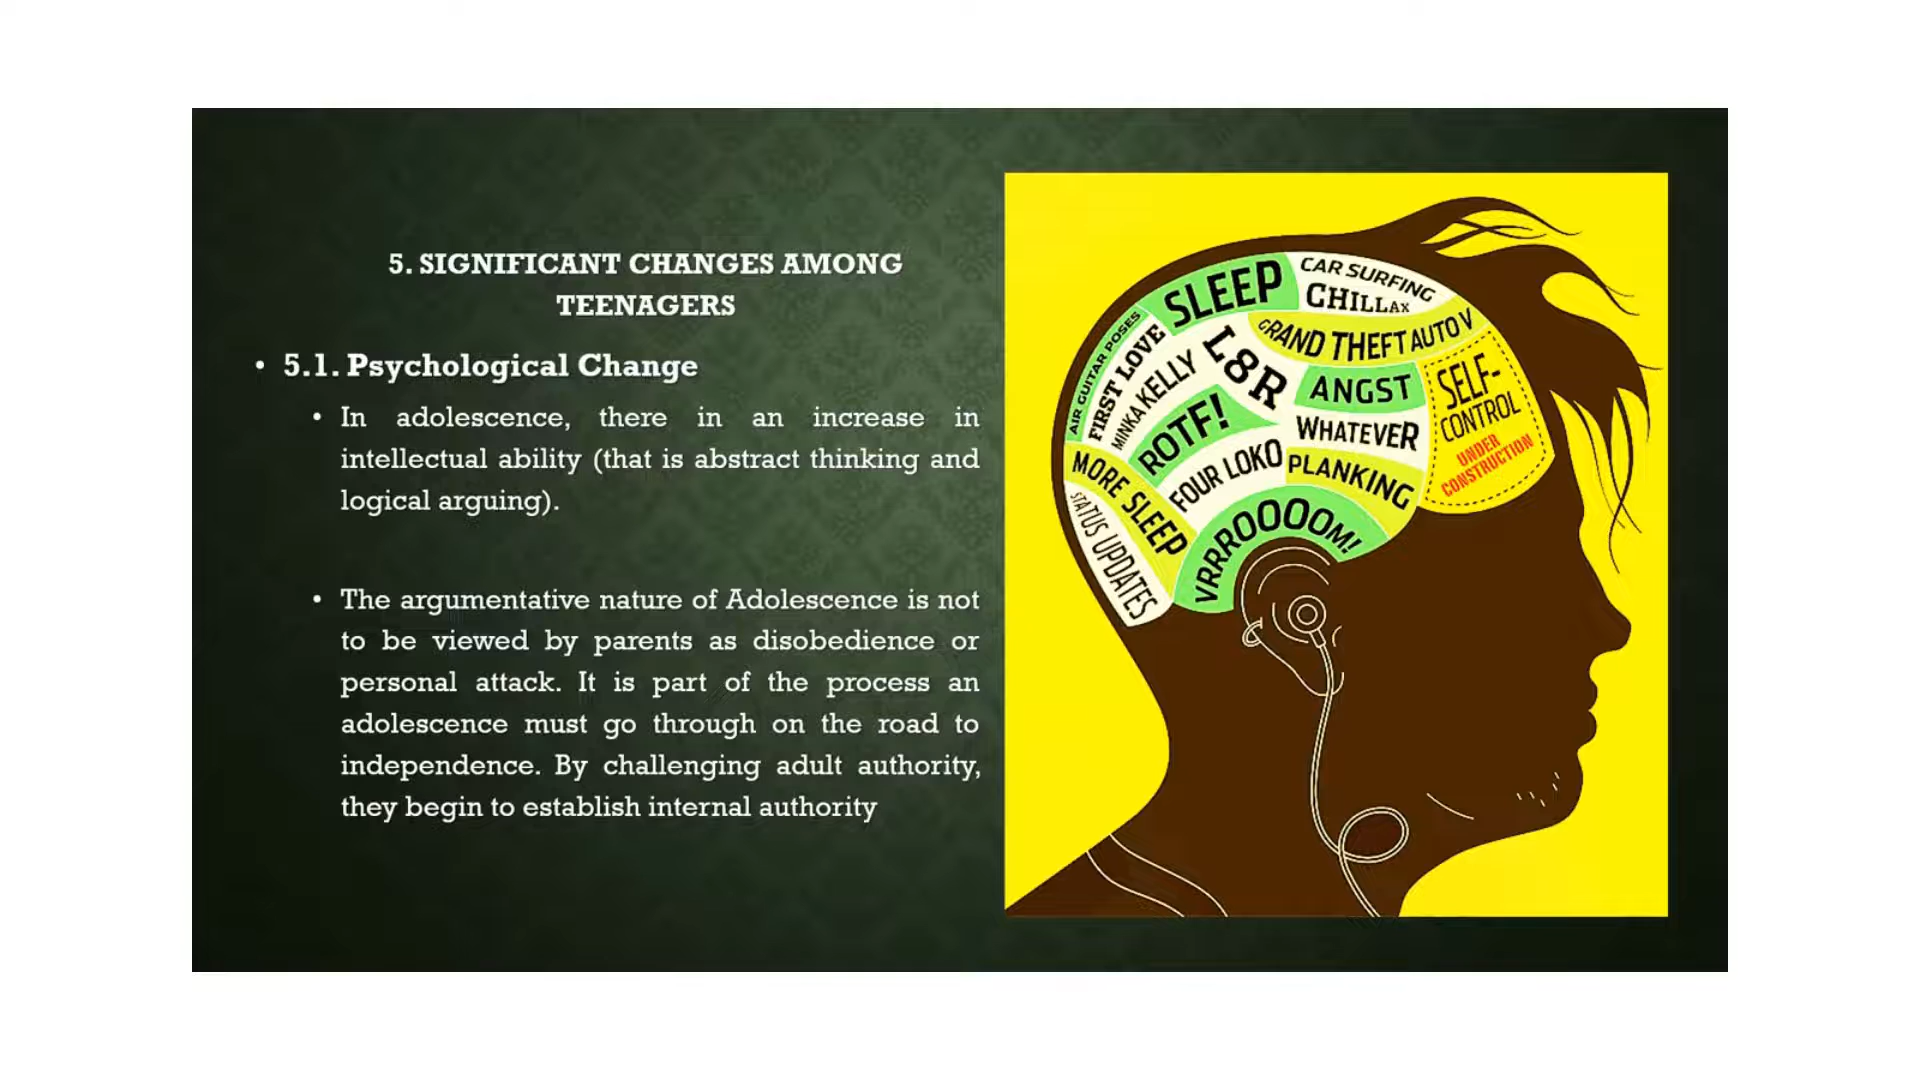 5. SIGNIFICANT CHANGES AMONG
TEENAGERS
• 5.1. Psychological Change
• In adolescence, there in an increase in
intellectual ability (that is abstract thinking and
logical arguing).
• The argumentative nature of Adolescence is not
to be viewed by parents as disobedience or
personal attack. It is part of the process an
adolescence must go through on the road to
independence. By challenging adult authority,
they begin to establish internal authority
SLEEP
CAR SURFING
CHILLAX
GRAND THEFT AUTO V
AIR GUITAR POSES
FIRST LOVE
MINKA KELLY
L8R
ANGST
SELF-
CONTROL
UNDER
CONSTRUCTION
ROTF!
WHATEVER
FOUR LOKO
PLANKING
MORE SLEEP
STATUS UPDATES
VRRROOOOM!